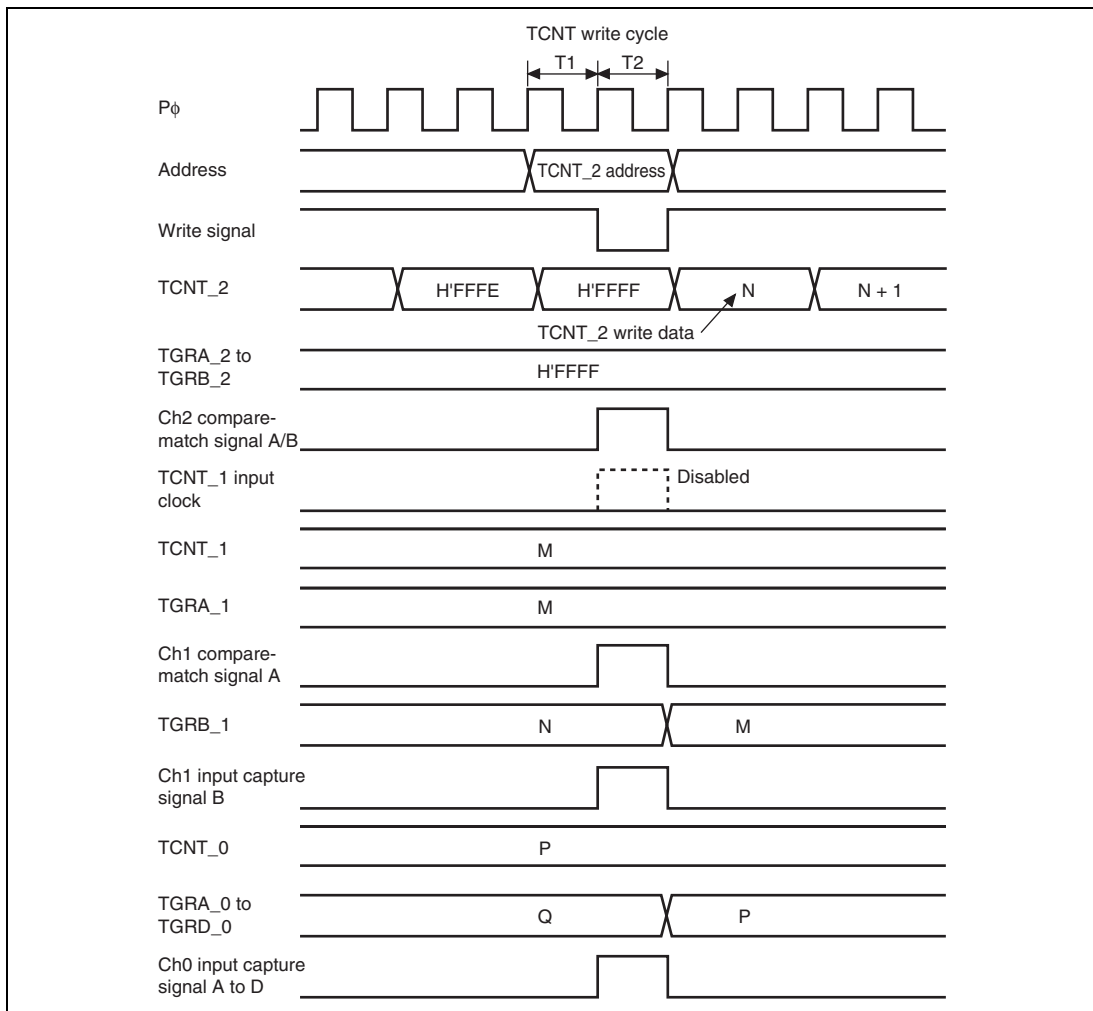 TCNT write cycle
T1 T2
Pϕ
Address TCNT_2 address
Write signal
TCNT_2 H'FFFE H'FFFF N N + 1
TCNT_2 write data
TGRA_2 to
TGRB_2 H'FFFF
Ch2 compare-
match signal A/B
TCNT_1 input Disabled
clock
TCNT_1 M
TGRA_1 M
Ch1 compare-
match signal A
TGRB_1 N M
Ch1 input capture
signal B
TCNT_0 P
TGRA_0 to
TGRD_0 Q P
Ch0 input capture
signal A to D